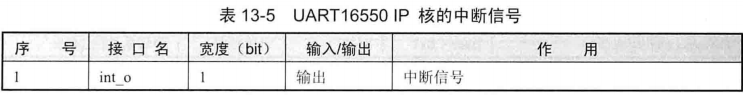 表 13-5 UART16550 IP 核的中断信号
序 号 接 口 名 宽度（bit） 输入/输出 作 用
1 int_o 1 输出 中断信号